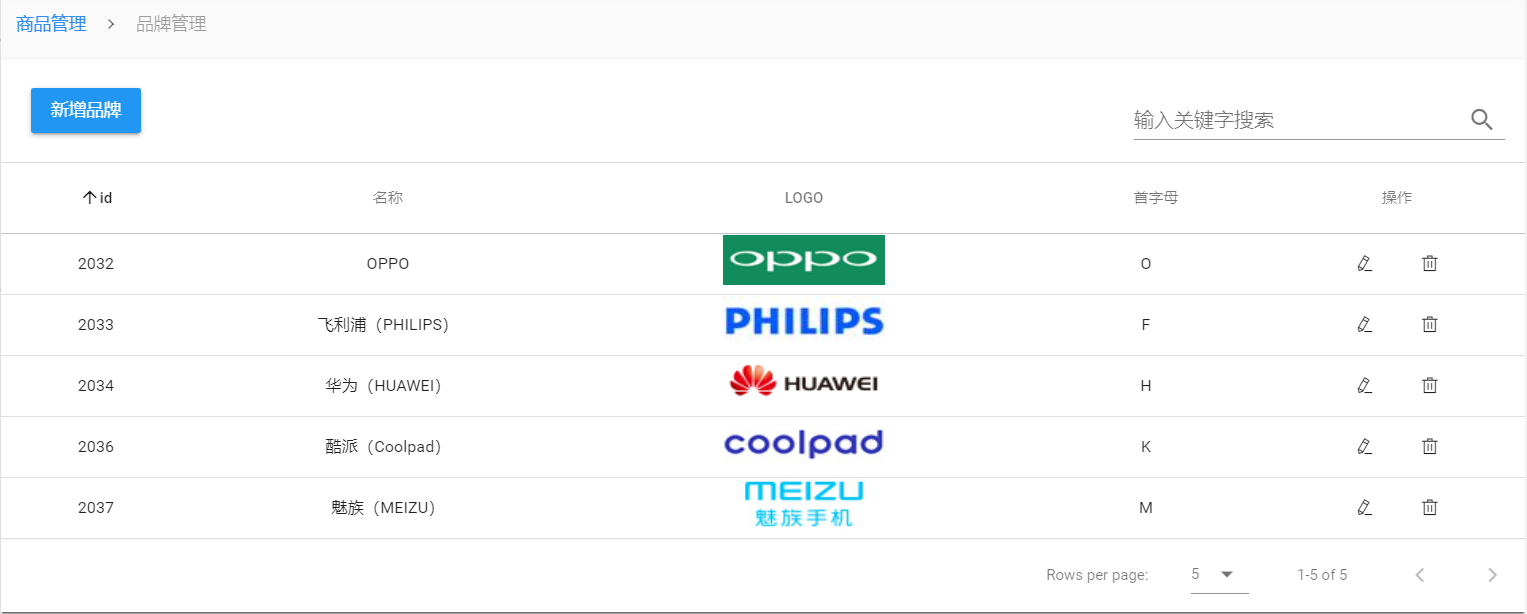 商品管理 > 品牌管理
新增品牌
输入关键字搜索
id 名称 LOGO 首字母 操作
2032 OPPO oppo O
2033 飞利浦（PHILIPS） PHILIPS F
2034 华为（HUAWEI） HUAWEI H
2036 酷派（Coolpad） coolpad K
2037 魅族（MEIZU） MEIZU M
魅族手机
Rows per page: 5 1-5 of 5